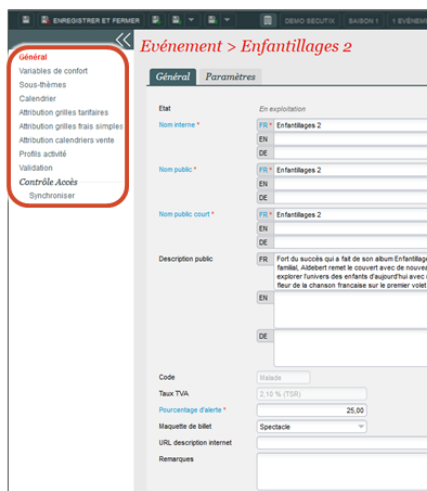 ENREGISTRER ET FERMER
DEMO SECUTIX
SAISON 1
Evénement > Enfantillages 2
Général
Variables de confort
Sous-thèmes
Calendrier
Attribution grilles tarifaires
Attribution grilles frais simples
Attribution calendriers vente
Profils activité
Validation
Contrôle Accès
Synchroniser
Général Paramètres
Etat En exploitation
Nom interne * FR * Enfantillages 2
EN
DE
Nom public * FR * Enfantillages 2
EN
DE
Nom public court * FR * Enfantillages 2
EN
DE
Description public FR Fort du succès qui a fait de son album Enfantillage
familial, Aldebert remet le couvert avec de nouve
explorer l'univers des enfants d'aujourd'hui avec
fleur de la chanson francaise sur le premier volet
EN
DE
Code Malade
Taux TVA 2,10 % (TSR)
Pourcentage d'alerte * 25,00
Maquette de billet Spectacle
URL description internet
Remarques